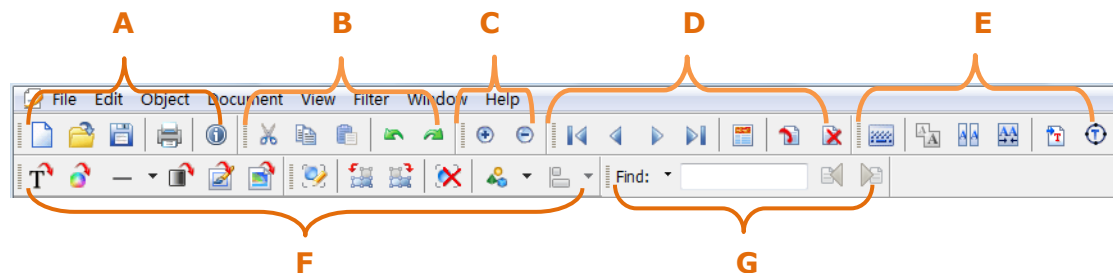 A B C D E
File Edit Object Document View Filter Window Help
Find:
F G